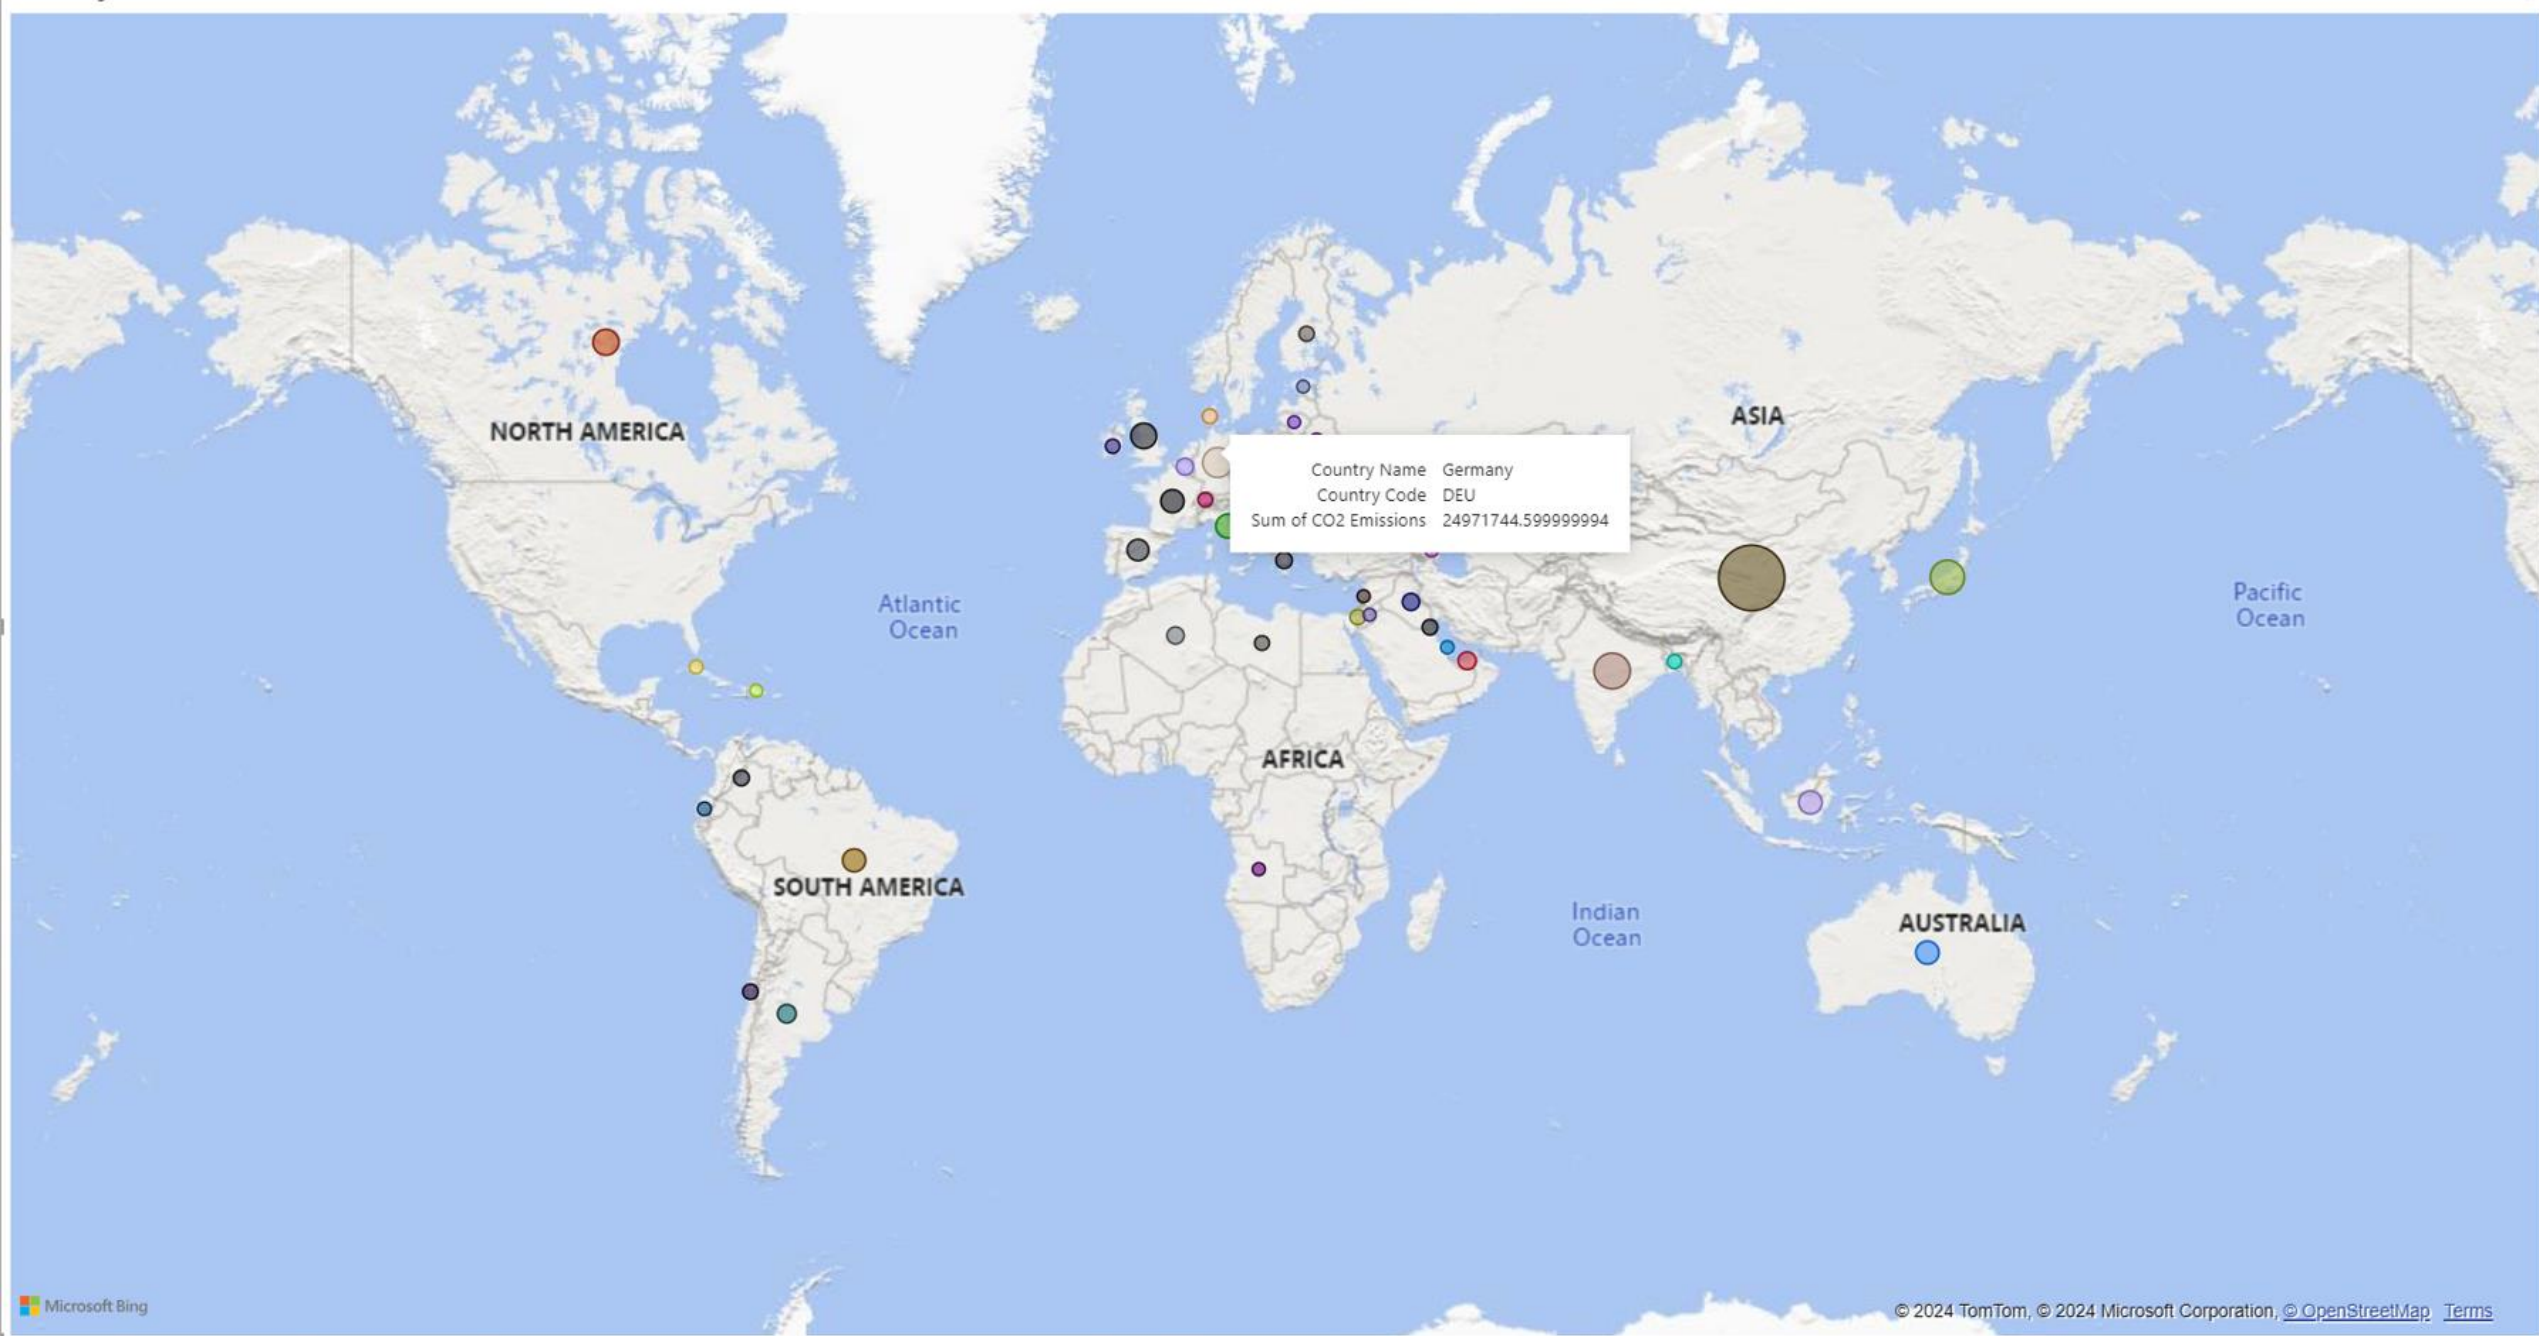 NORTH AMERICA
ASIA
Country Name Germany
Country Code DEU
Sum of CO2 Emissions 24971744.599999994
Atlantic
Ocean
Pacific
Ocean
AFRICA
SOUTH AMERICA
Indian
Ocean
AUSTRALIA
Microsoft Bing
© 2024 TomTom, © 2024 Microsoft Corporation, © OpenStreetMap Terms